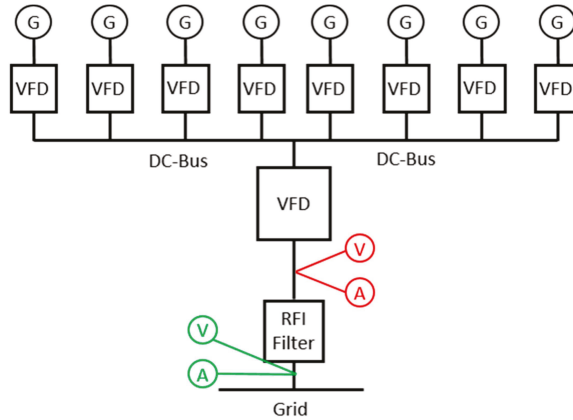 G G G G G G G G
VFD VFD VFD VFD VFD VFD VFD VFD
DC-Bus DC-Bus
VFD
V
A
RFI
Filter
V
A
Grid